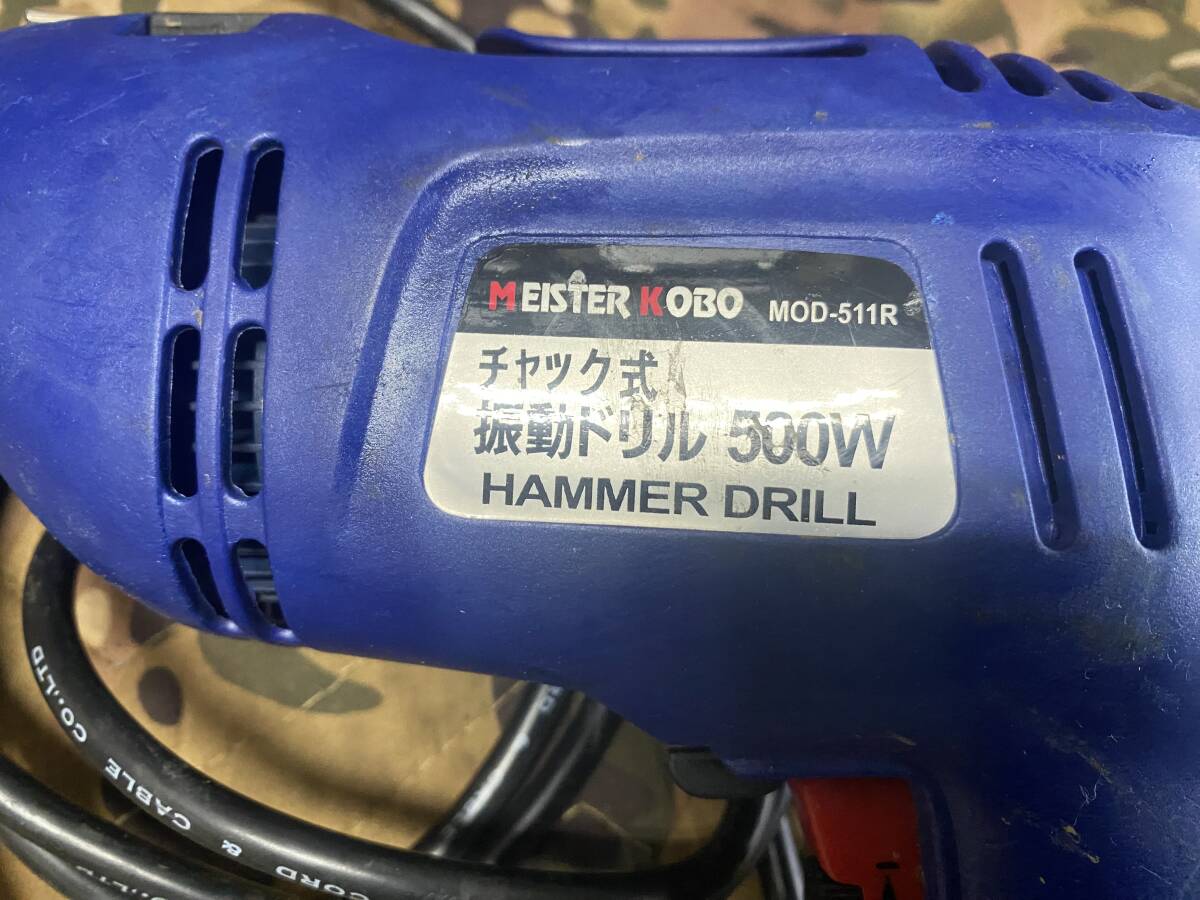 MEISTER KOBO MOD-511R
チャック式
振動ドリル 500W
HAMMER DRILL
CORD & CABLE CO.,LTD